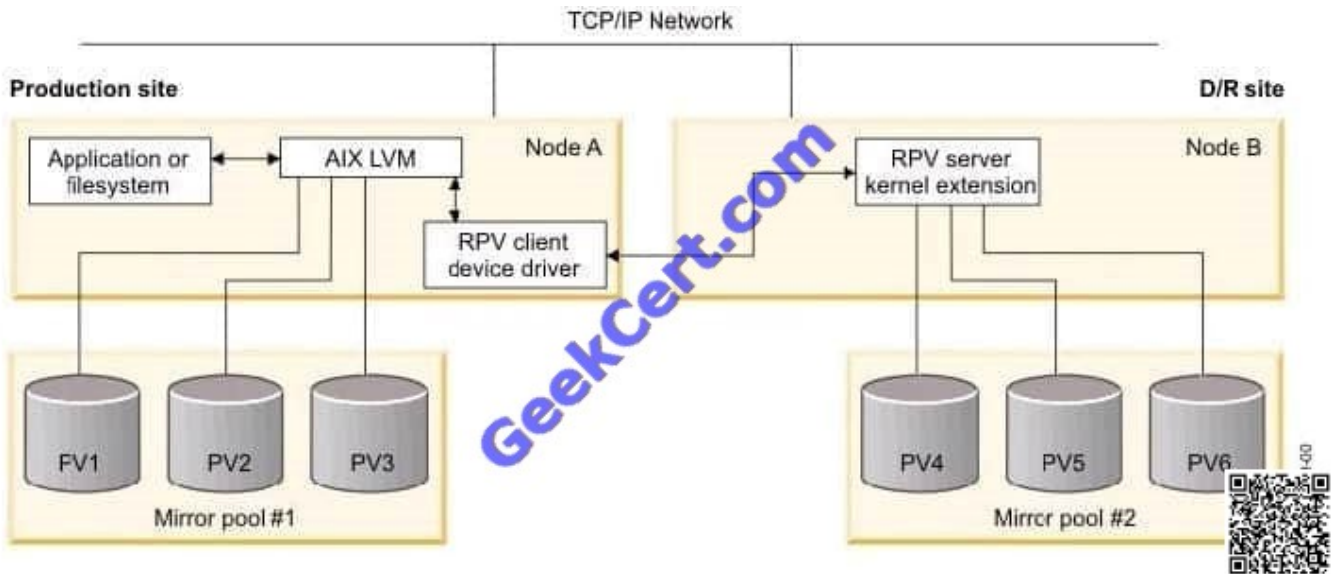 TCP/IP Network
Production site
D/R site
Application or
filesystem
AIX LVM
Node A
RPV client
device driver
RPV server
kernel extension
Node B
GeekCert.com
FV1
PV2
PV3
Mirror pool #1
PV4
PV5
PV6
Mirror pool #2